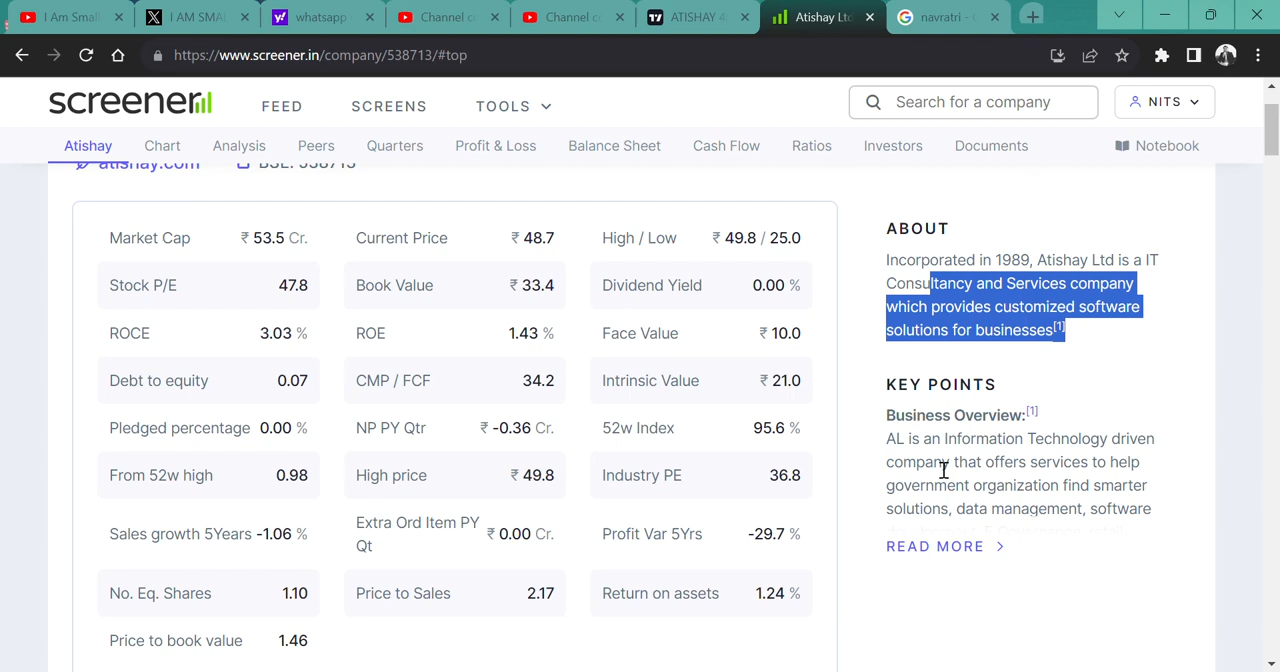 I Am Small
I AM SMAL
whatsapp
Channel c
Channel c
ATISHAY 4
Atishay Ltd
navratri -
https://www.screener.in/company/538713/#top
screener
FEED
SCREENS
TOOLS
Search for a company
NITS
Atishay
Chart
Analysis
Peers
Quarters
Profit & Loss
Balance Sheet
Cash Flow
Ratios
Investors
Documents
Notebook
atishay.com BSE: 538713
Market Cap ₹ 53.5 Cr.
Current Price ₹ 48.7
High / Low ₹ 49.8 / 25.0
Stock P/E 47.8
Book Value ₹ 33.4
Dividend Yield 0.00 %
ROCE 3.03 %
ROE 1.43 %
Face Value ₹ 10.0
Debt to equity 0.07
CMP / FCF 34.2
Intrinsic Value ₹ 21.0
Pledged percentage 0.00 %
NP PY Qtr ₹ -0.36 Cr.
52w Index 95.6 %
From 52w high 0.98
High price ₹ 49.8
Industry PE 36.8
Sales growth 5Years -1.06 %
Extra Ord Item PY
Qt ₹ 0.00 Cr.
Profit Var 5Yrs -29.7 %
No. Eq. Shares 1.10
Price to Sales 2.17
Return on assets 1.24 %
Price to book value 1.46
ABOUT
Incorporated in 1989, Atishay Ltd is a IT
Consultancy and Services company
which provides customized software
solutions for businesses[1]
KEY POINTS
Business Overview:[1]
AL is an Information Technology driven
company that offers services to help
government organization find smarter
solutions, data management, software
READ MORE